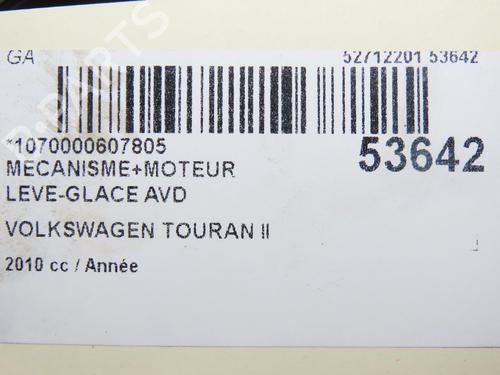 GA 52712201 53642
*1070000607805 53642
MECANISME+MOTEUR
LEVE-GLACE AVD
VOLKSWAGEN TOURAN II
2010 cc / Année